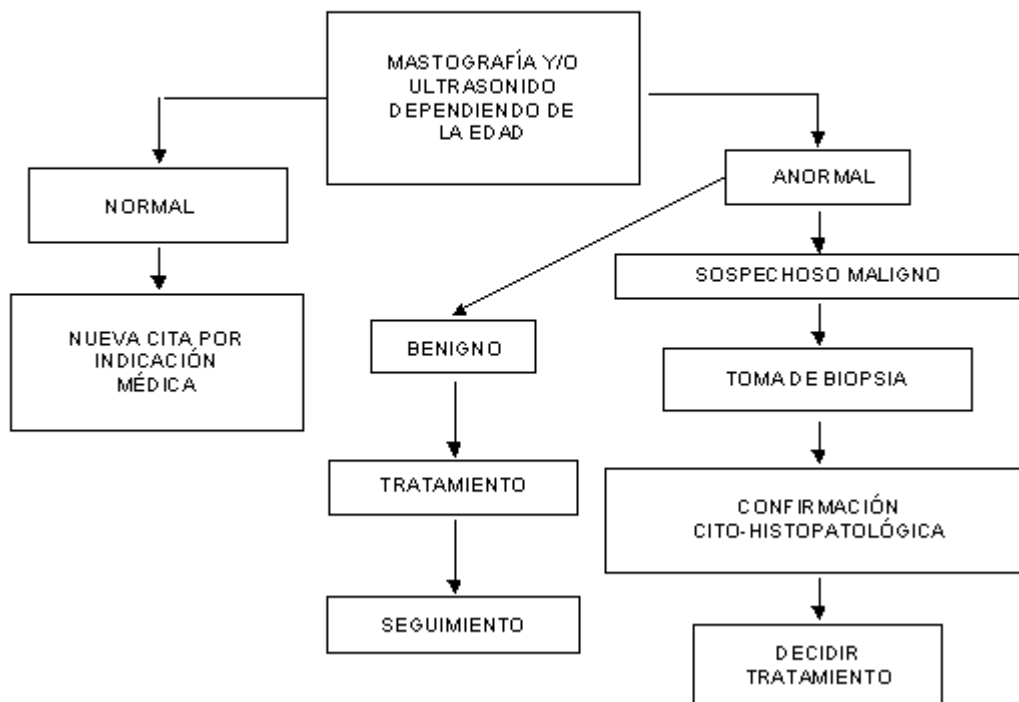 MASTOGRAFÍA Y/O
ULTRASONIDO
DEPENDIENDO DE
LA EDAD
NORMAL
ANORMAL
SOSPECHOSO MALIGNO
NUEVA CITA POR
INDICACIÓN
MÉDICA
BENIGNO
TOMA DE BIOPSIA
TRATAMIENTO
CONFIRMACIÓN
CITO-HISTOPATOLÓGICA
SEGUIMIENTO
DECIDIR
TRATAMIENTO